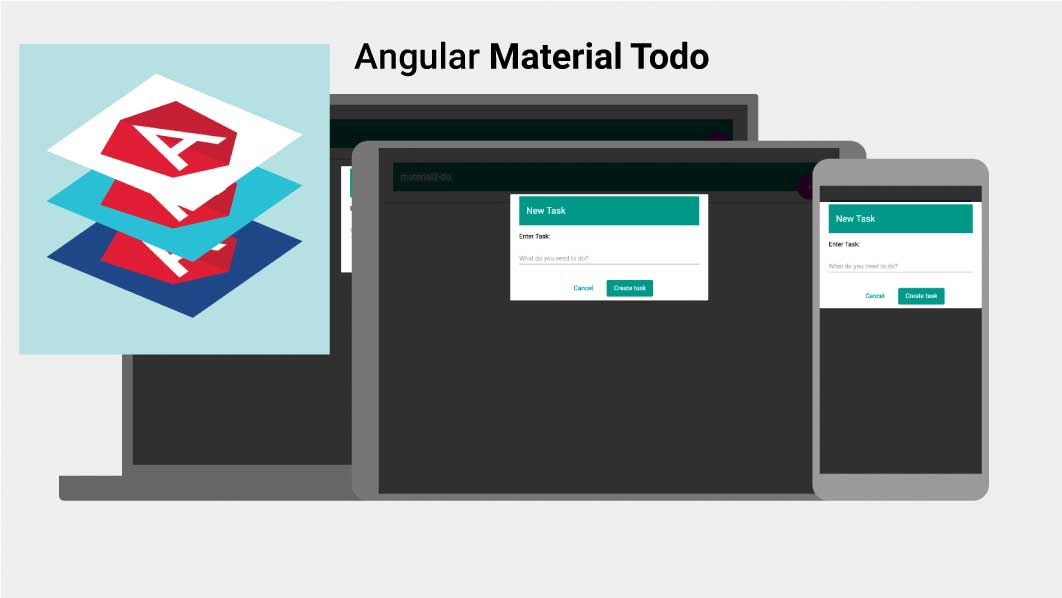 Angular Material Todo
A
A
A
material2-do
New Task
Enter Task:
What do you need to do?
Cancel
Create task
New Task
Enter Task:
What do you need to do?
Cancel
Create task